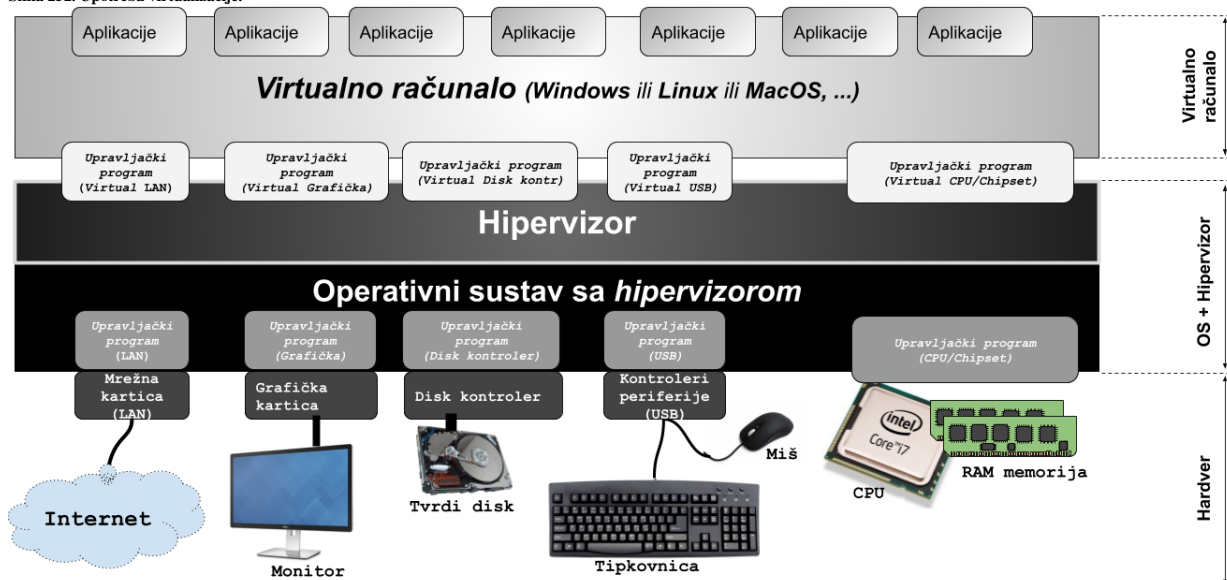 Slika 232. Upotreba virtualizacije.
Aplikacije
Aplikacije
Aplikacije
Aplikacije
Aplikacije
Aplikacije
Aplikacije
Virtualno računalo (Windows ili Linux ili MacOS, ...)
Virtualno
računalo
Upravljački
program
(Virtual LAN)
Upravljački
program
(Virtual Grafička)
Upravljački program
(Virtual Disk kontr)
Upravljački
program
(Virtual USB)
Upravljački program
(Virtual CPU/Chipset)
Hipervizor
Operativni sustav sa hipervizorom
OS + Hipervizor
Upravljački
program
(LAN)
Upravljački
program
(Grafička)
Upravljački
program
(Disk kontroler)
Upravljački
program
(USB)
Upravljački program
(CPU/Chipset)
Mrežna
kartica
(LAN)
Grafička
kartica
Disk kontroler
Kontroleri
periferije
(USB)
Hardver
Internet
Monitor
Tvrdi disk
Tipkovnica
Miš
intel
Core i7
CPU
RAM memorija